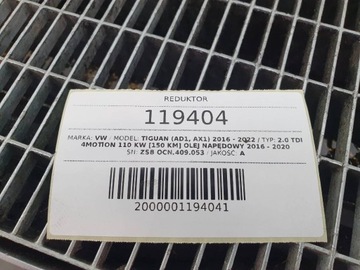 REDUKTOR
119404
MARKA: VW / MODEL: TIGUAN (AD1, AX1) 2016 - 2022 / TYP: 2.0 TDI
4MOTION 110 KW [150 KM] OLEJ NAPĘDOWY 2016 - 2020
SN: ZSB OCN.409.053 / JAKOŚĆ: A
2000001194041